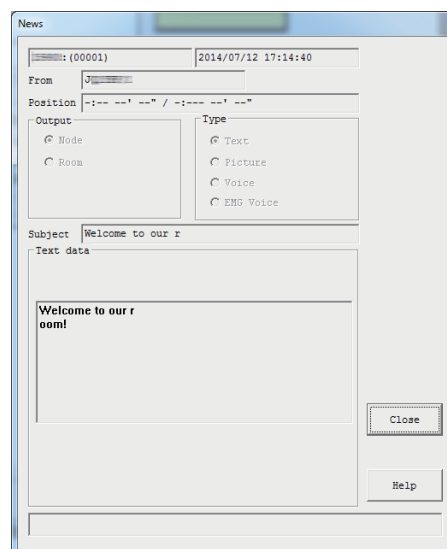 News
:(00001)
2014/07/12 17:14:40
From J
Position -:-- --' --" / -:--- --' --"
Output
Type
Node
Text
Room
Picture
Voice
EMG Voice
Subject Welcome to our r
Text data
Welcome to our r
oom!
Close
Help